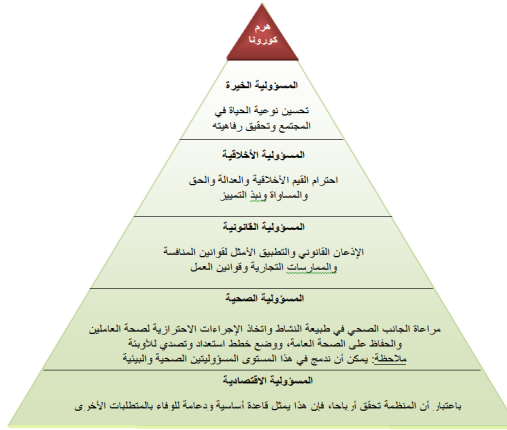 هرم
كورونا
المسؤولية الخيرة
تحسين نوعية الحياة في
المجتمع وتحقيق رفاهيته
المسؤولية الأخلاقية
احترام القيم الأخلاقية والعدالة والحق
والمساواة ونبذ التمييز
المسؤولية القانونية
الإذعان القانوني والتطبيق الأمثل لقوانين المنافسة
والممارسات التجارية وقوانين العمل
المسؤولية الصحية
مراعاة الجانب الصحي في طبيعة النشاط واتخاذ الإجراءات الاحترازية لصحة العاملين
والحفاظ على الصحة العامة، ووضع خطط استعداد وتصدي للأوبئة
ملاحظة: يمكن أن ندمج في هذا المستوى المسؤوليتين الصحية والبيئية
المسؤولية الاقتصادية
باعتبار أن المنظمة تحقق أرباحا، فإن هذا يمثل قاعدة أساسية ودعامة للوفاء بالمتطلبات الأخرى